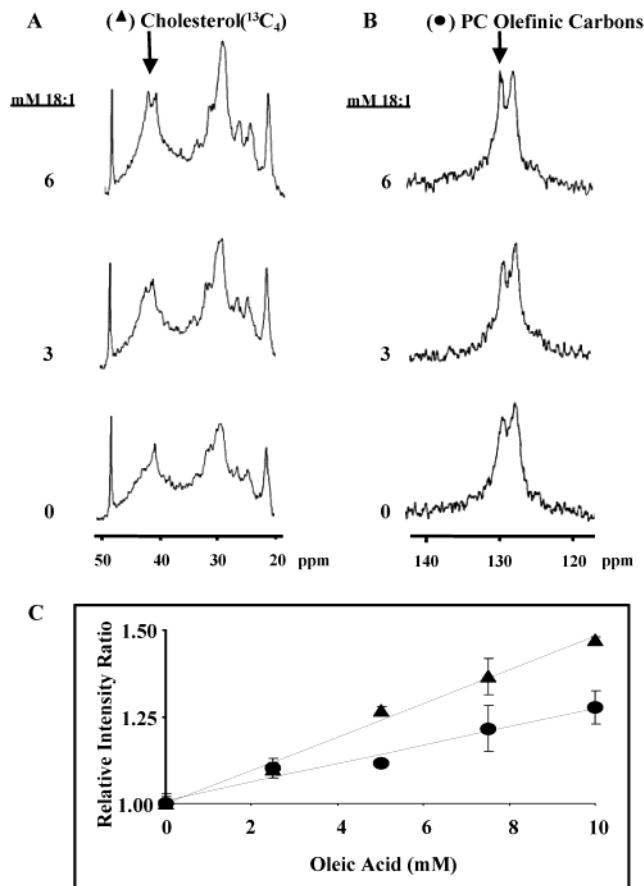 A
(▲) Cholesterol(¹³C₄)
B
(●) PC Olefinic Carbons
mM 18:1
mM 18:1
6
6
3
3
0
0
50 40 30 20 ppm
140 130 120 ppm
C
Relative Intensity Ratio
1.50
1.25
1.00
0 2 4 6 8 10
Oleic Acid (mM)